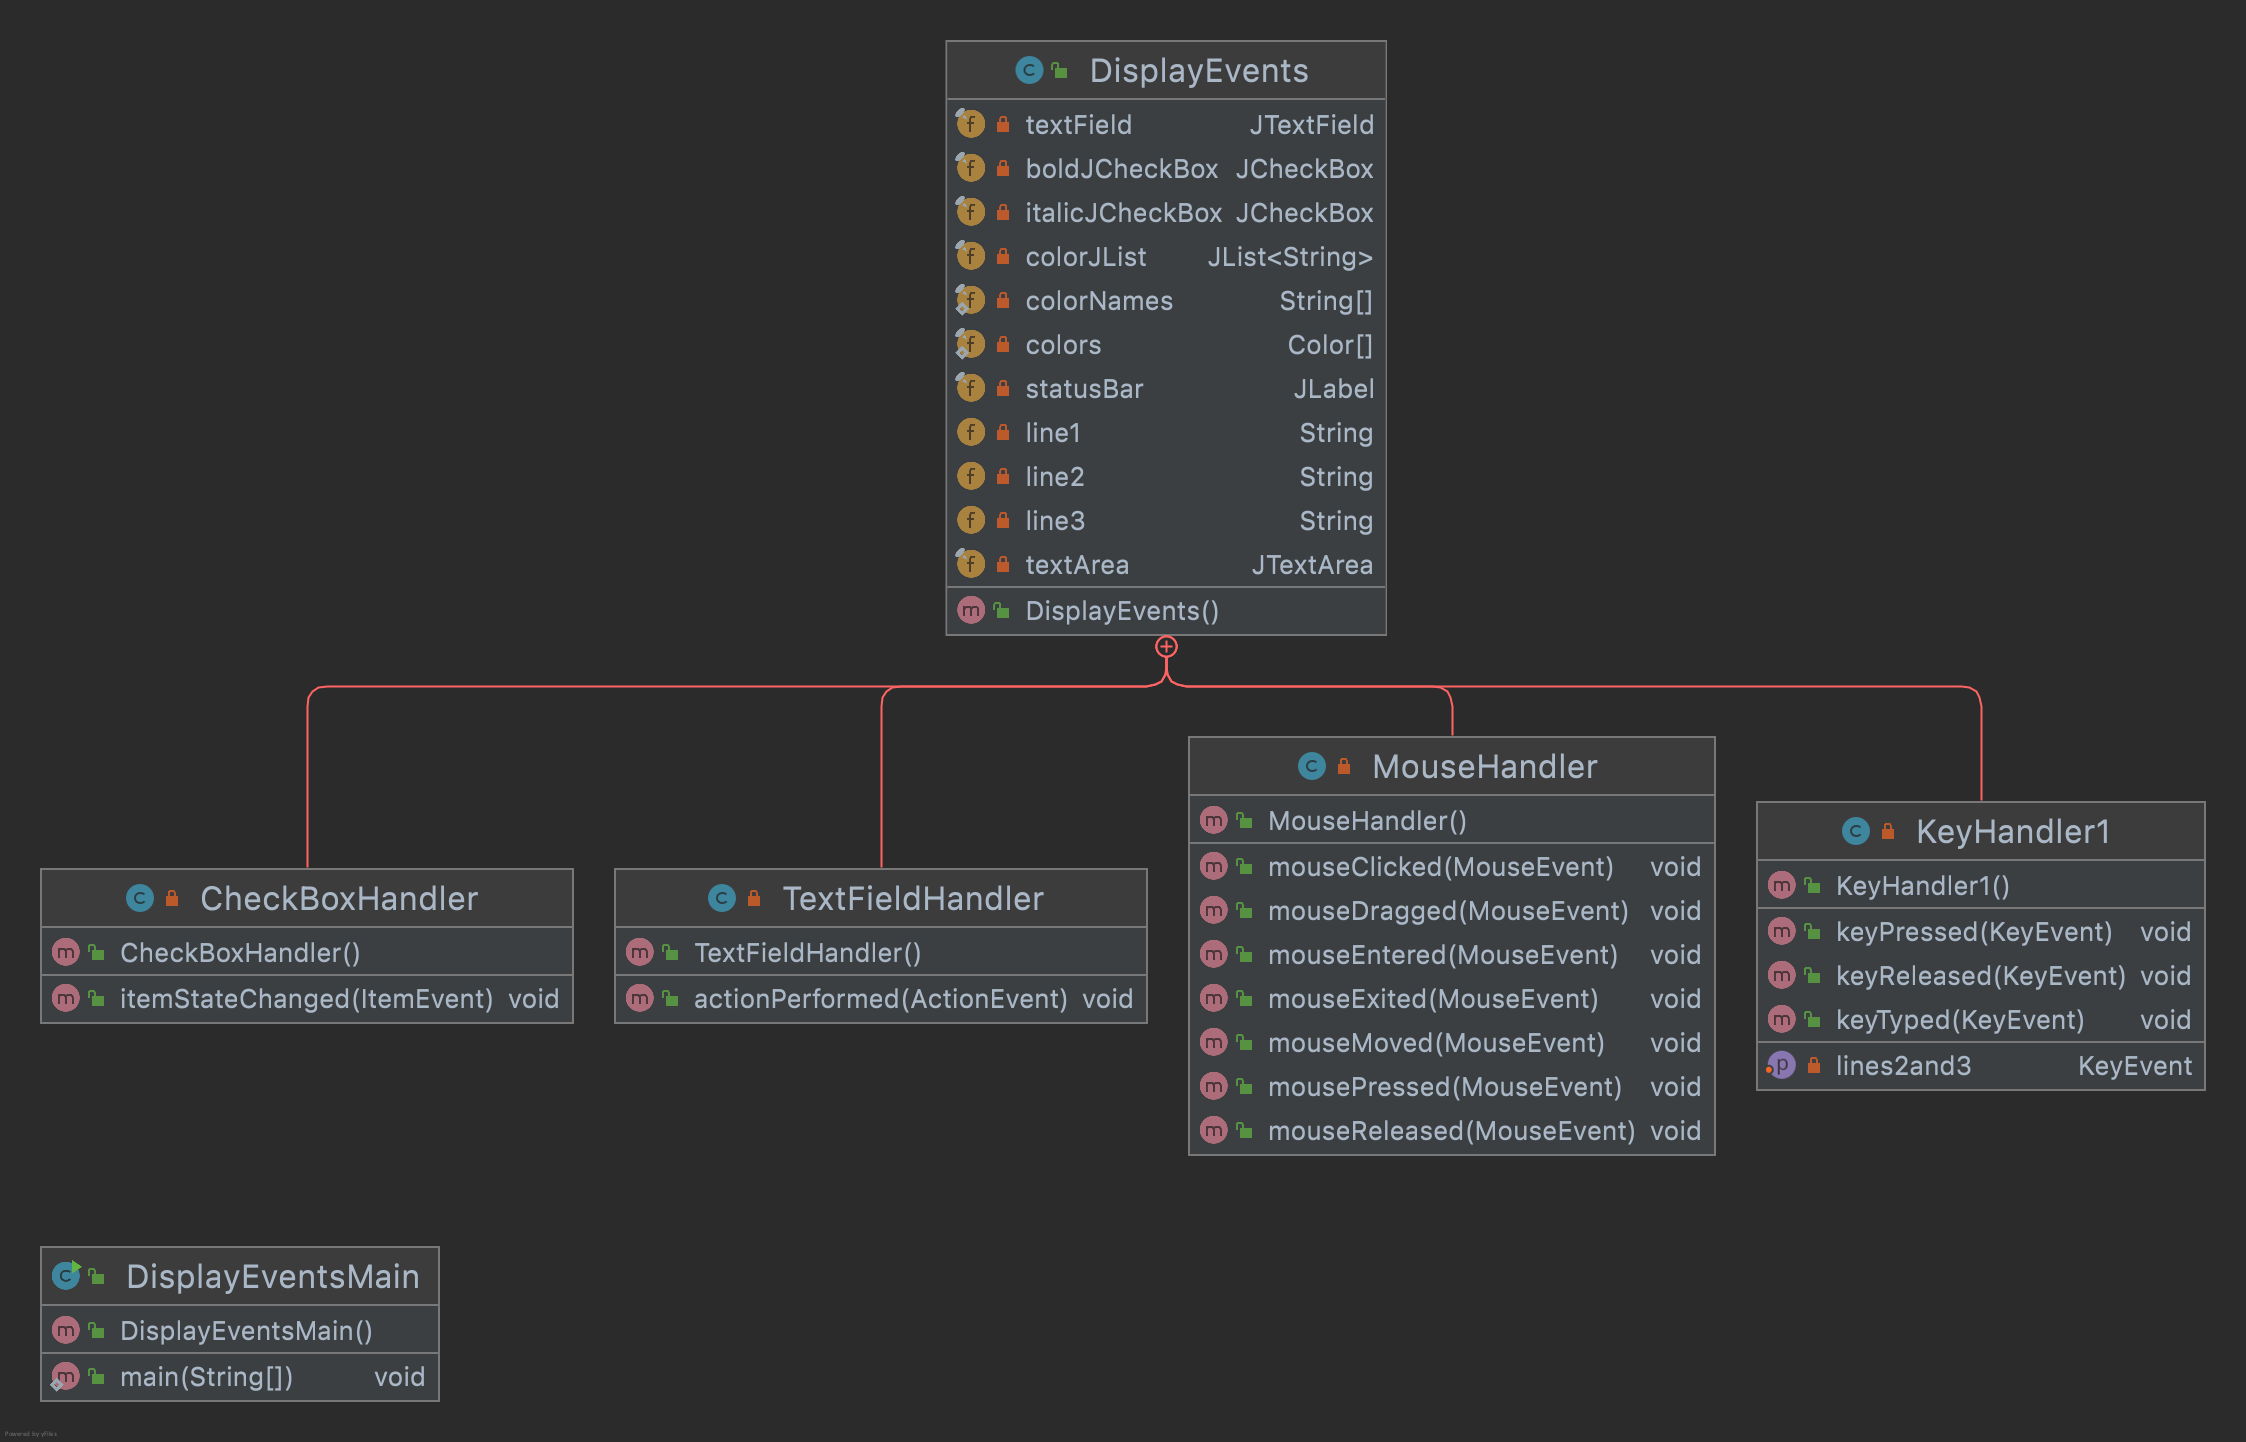 DisplayEvents
textField JTextField
boldJCheckBox JCheckBox
italicJCheckBox JCheckBox
colorJList JList<String>
colorNames String[]
colors Color[]
statusBar JLabel
line1 String
line2 String
line3 String
textArea JTextArea
DisplayEvents()
CheckBoxHandler
CheckBoxHandler()
itemStateChanged(ItemEvent) void
TextFieldHandler
TextFieldHandler()
actionPerformed(ActionEvent) void
MouseHandler
MouseHandler()
mouseClicked(MouseEvent) void
mouseDragged(MouseEvent) void
mouseEntered(MouseEvent) void
mouseExited(MouseEvent) void
mouseMoved(MouseEvent) void
mousePressed(MouseEvent) void
mouseReleased(MouseEvent) void
KeyHandler1
KeyHandler1()
keyPressed(KeyEvent) void
keyReleased(KeyEvent) void
keyTyped(KeyEvent) void
lines2and3 KeyEvent
DisplayEventsMain
DisplayEventsMain()
main(String[]) void
Powered by yFiles